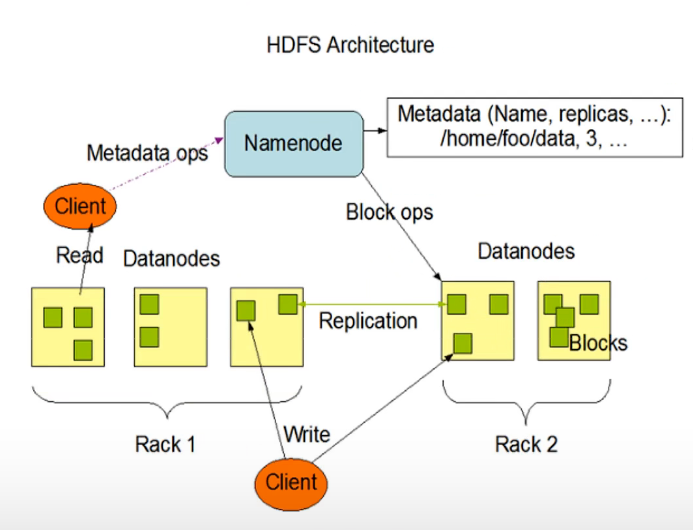 HDFS Architecture
Metadata (Name, replicas, ...):
/home/foo/data, 3, ...
Namenode
Metadata ops
Client
Block ops
Read
Datanodes
Datanodes
Replication
Blocks
Rack 1
Write
Rack 2
Client